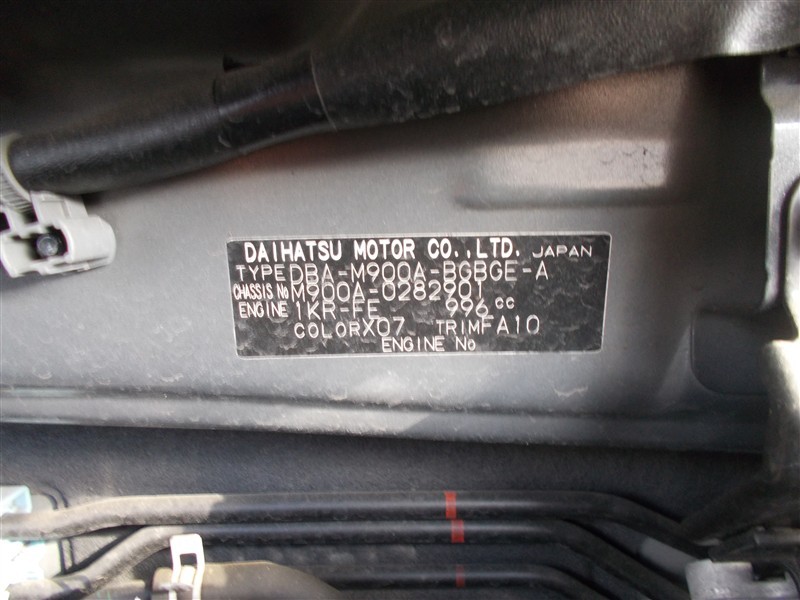 DAIHATSU MOTOR CO.,LTD. JAPAN
TYPE DBA-M900A-BGBGE-A
CHASSIS No M900A-0282901
ENGINE 1KR-FE 996 cc
COLOR X07 TRIM FA10
ENGINE No